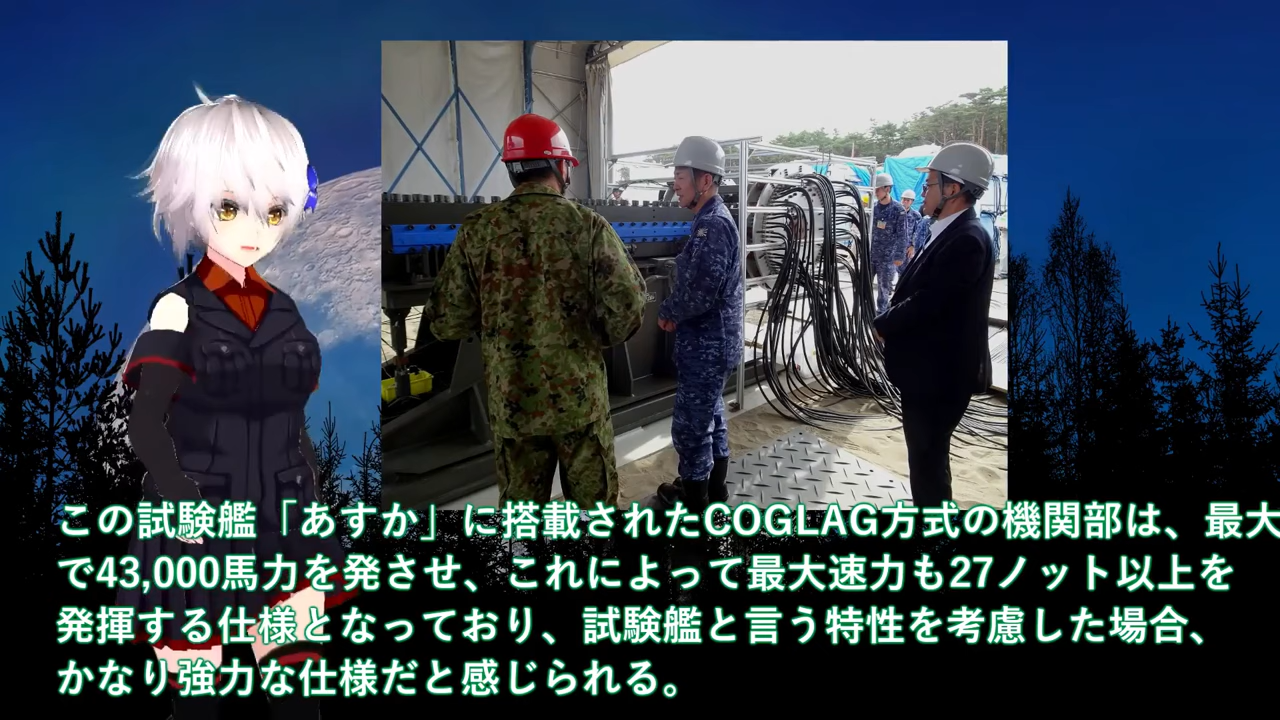 この試験艦「あすか」に搭載されたCOGLAG方式の機関部は、最大
で43,000馬力を発させ、これによって最大速力も27ノット以上を
発揮する仕様となっており、試験艦と言う特性を考慮した場合、
かなり強力な仕様だと感じられる。